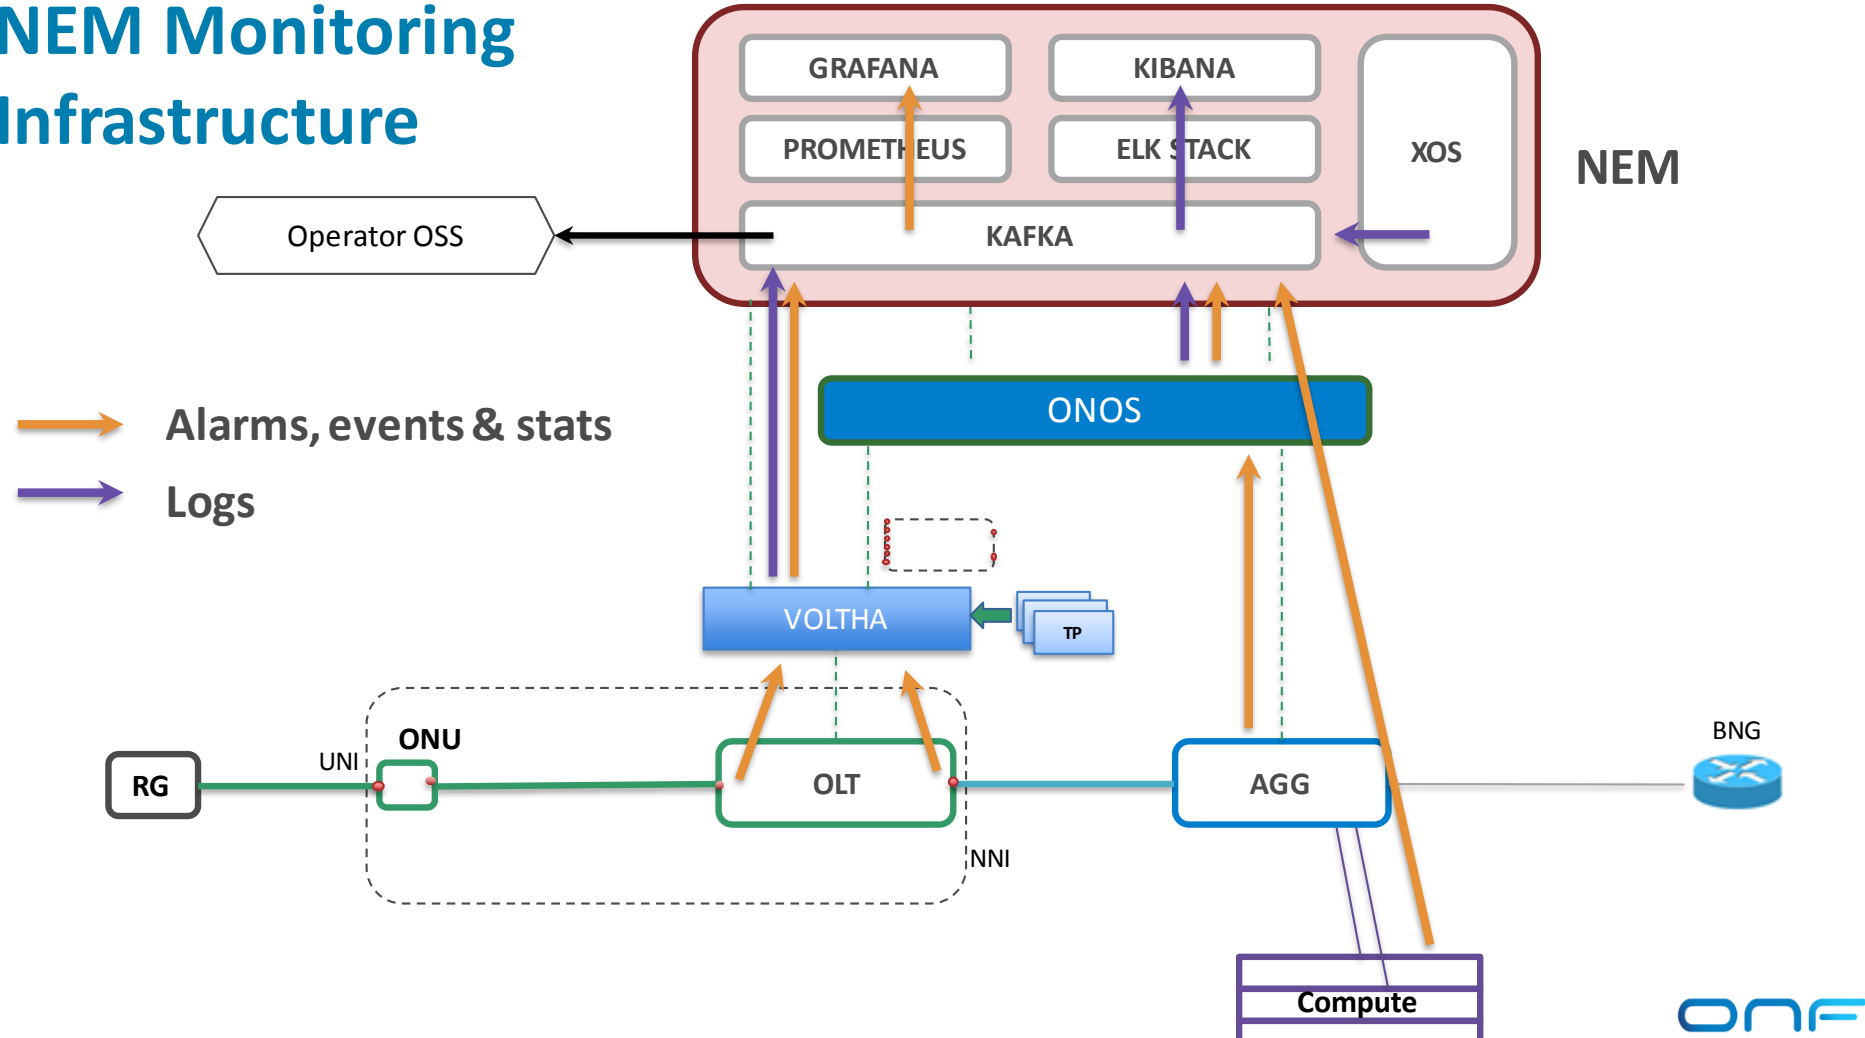 NEM Monitoring
Infrastructure
GRAFANA
KIBANA
PROMETHEUS
ELK STACK
XOS
NEM
Operator OSS
KAFKA
Alarms, events & stats
ONOS
Logs
VOLTHA
TP
ONU
UNI
BNG
RG
OLT
AGG
NNI
Compute
ONF